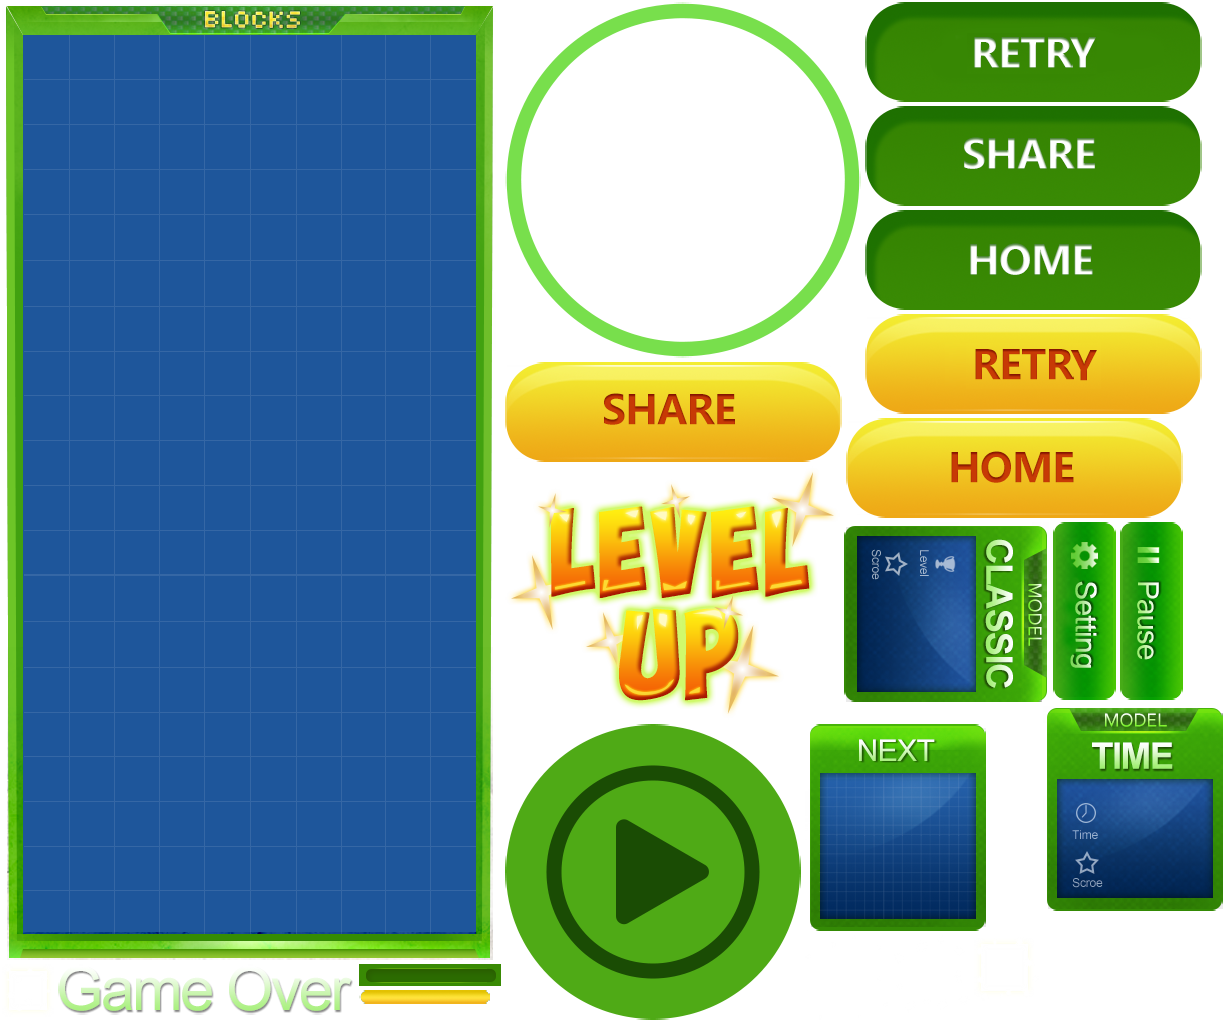 BLOCKS
RETRY
SHARE
HOME
RETRY
SHARE
HOME
LEVEL
UP
MODEL
CLASSIC
Level
Scroe
Setting
Pause
NEXT
MODEL
TIME
Time
Scroe
Game Over